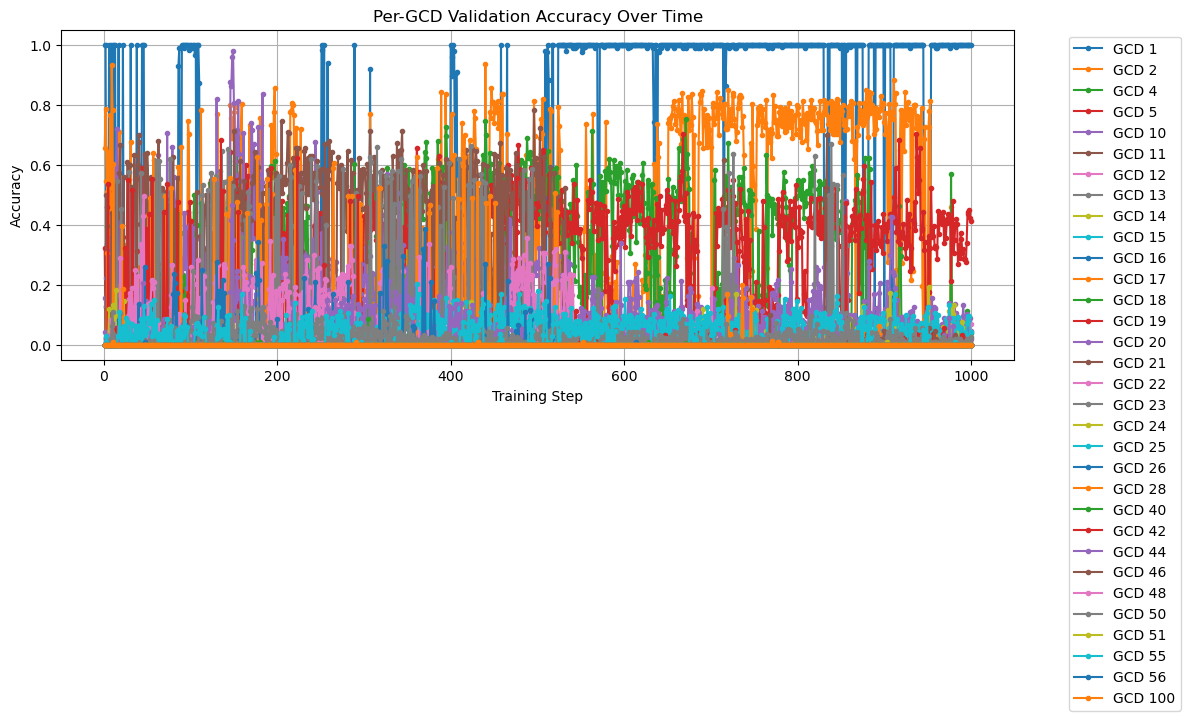 Per-GCD Validation Accuracy Over Time
1.0
0.8
0.6
0.4
0.2
0.0
Accuracy
0
200
400
600
800
1000
Training Step
GCD 1
GCD 2
GCD 4
GCD 5
GCD 10
GCD 11
GCD 12
GCD 13
GCD 14
GCD 15
GCD 16
GCD 17
GCD 18
GCD 19
GCD 20
GCD 21
GCD 22
GCD 23
GCD 24
GCD 25
GCD 26
GCD 28
GCD 40
GCD 42
GCD 44
GCD 46
GCD 48
GCD 50
GCD 51
GCD 55
GCD 56
GCD 100